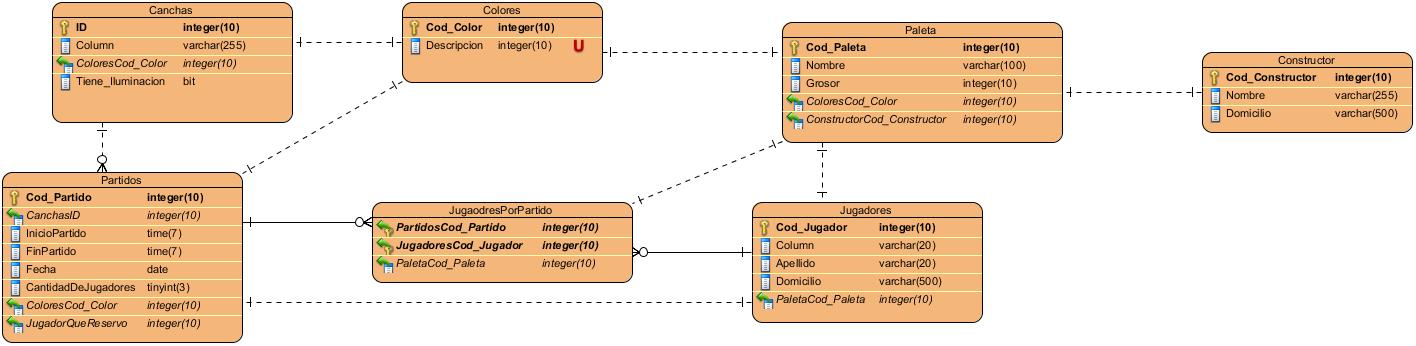 Canchas
ID integer(10)
Column varchar(255)
ColoresCod_Color integer(10)
Tiene_Iluminacion bit
Colores
Cod_Color integer(10)
Descripcion integer(10) U
Paleta
Cod_Paleta integer(10)
Nombre varchar(100)
Grosor integer(10)
ColoresCod_Color integer(10)
ConstructorCod_Constructor integer(10)
Constructor
Cod_Constructor integer(10)
Nombre varchar(255)
Domicilio varchar(500)
Partidos
Cod_Partido integer(10)
CanchasID integer(10)
InicioPartido time(7)
FinPartido time(7)
Fecha date
CantidadDeJugadores tinyint(3)
ColoresCod_Color integer(10)
JugadorQueReservo integer(10)
JugaodresPorPartido
PartidosCod_Partido integer(10)
JugadoresCod_Jugador integer(10)
PaletaCod_Paleta integer(10)
Jugadores
Cod_Jugador integer(10)
Column varchar(20)
Apellido varchar(20)
Domicilio varchar(500)
PaletaCod_Paleta integer(10)